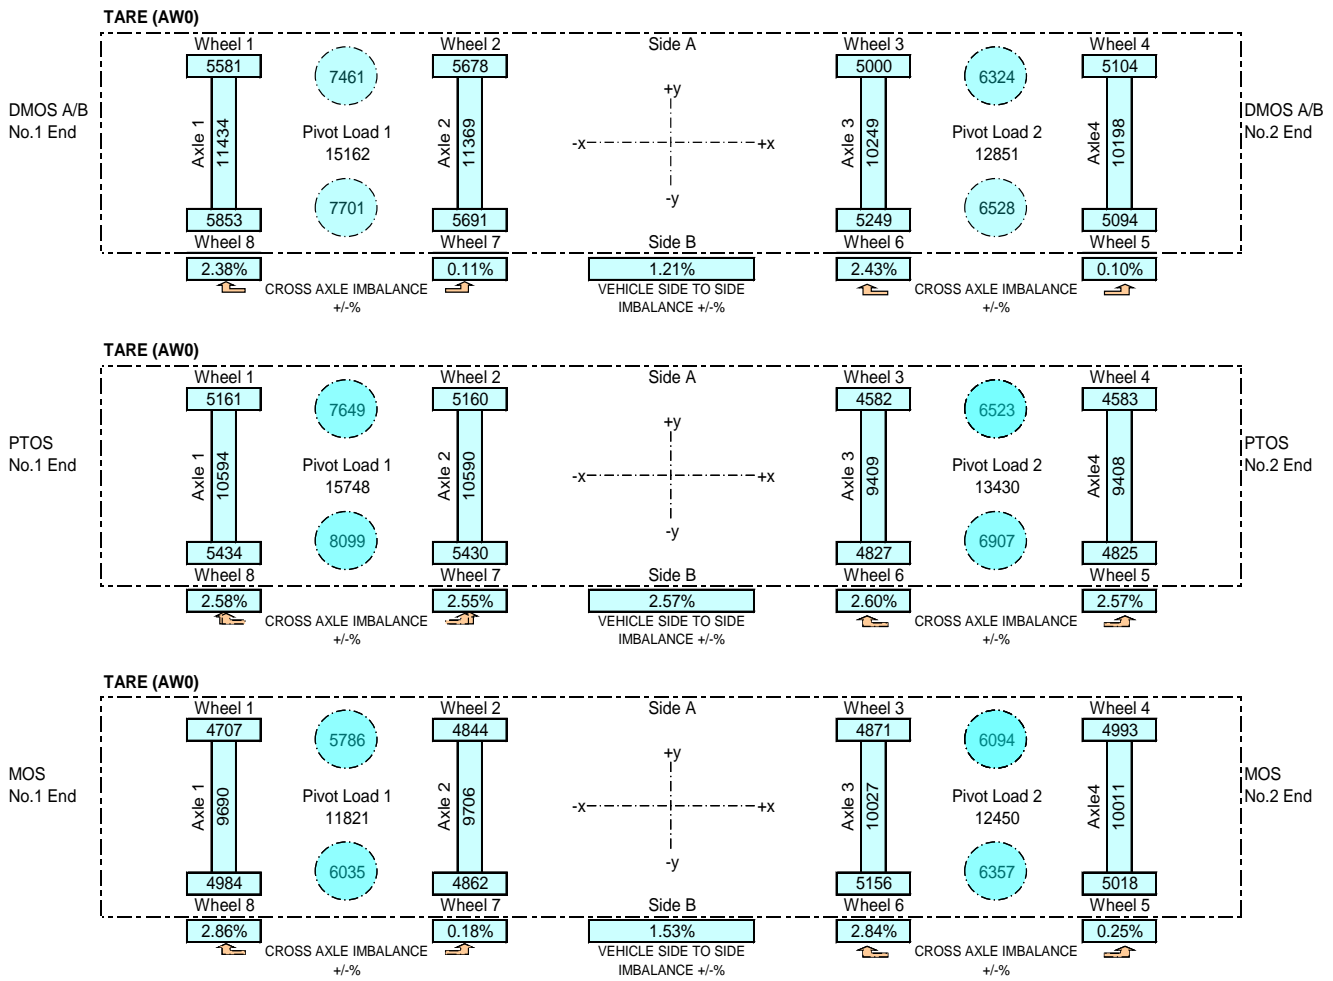 TARE (AW0)
Wheel 1 Wheel 2 Side A Wheel 3 Wheel 4
5581 7461 5678 5000 6324 5104
+y
DMOS A/B
No.1 End
Axle 1 11434
Pivot Load 1
15162
Axle 2 11369
-x +x
Axle 3 10249
Pivot Load 2
12851
Axle4 10198
DMOS A/B
No.2 End
-y
5853 7701 5691 5249 6528 5094
Wheel 8 Wheel 7 Side B Wheel 6 Wheel 5
2.38% 0.11% 1.21% 2.43% 0.10%
CROSS AXLE IMBALANCE
+/-%
VEHICLE SIDE TO SIDE
IMBALANCE +/-%
CROSS AXLE IMBALANCE
+/-%
TARE (AW0)
Wheel 1 Wheel 2 Side A Wheel 3 Wheel 4
5161 7649 5160 4582 6523 4583
+y
PTOS
No.1 End
Axle 1 10594
Pivot Load 1
15748
Axle 2 10590
-x +x
Axle 3 9409
Pivot Load 2
13430
Axle4 9408
PTOS
No.2 End
-y
5434 8099 5430 4827 6907 4825
Wheel 8 Wheel 7 Side B Wheel 6 Wheel 5
2.58% 2.55% 2.57% 2.60% 2.57%
CROSS AXLE IMBALANCE
+/-%
VEHICLE SIDE TO SIDE
IMBALANCE +/-%
CROSS AXLE IMBALANCE
+/-%
TARE (AW0)
Wheel 1 Wheel 2 Side A Wheel 3 Wheel 4
4707 5786 4844 4871 6094 4993
+y
MOS
No.1 End
Axle 1 9690
Pivot Load 1
11821
Axle 2 9706
-x +x
Axle 3 10027
Pivot Load 2
12450
Axle4 10011
MOS
No.2 End
-y
4984 6035 4862 5156 6357 5018
Wheel 8 Wheel 7 Side B Wheel 6 Wheel 5
2.86% 0.18% 1.53% 2.84% 0.25%
CROSS AXLE IMBALANCE
+/-%
VEHICLE SIDE TO SIDE
IMBALANCE +/-%
CROSS AXLE IMBALANCE
+/-%